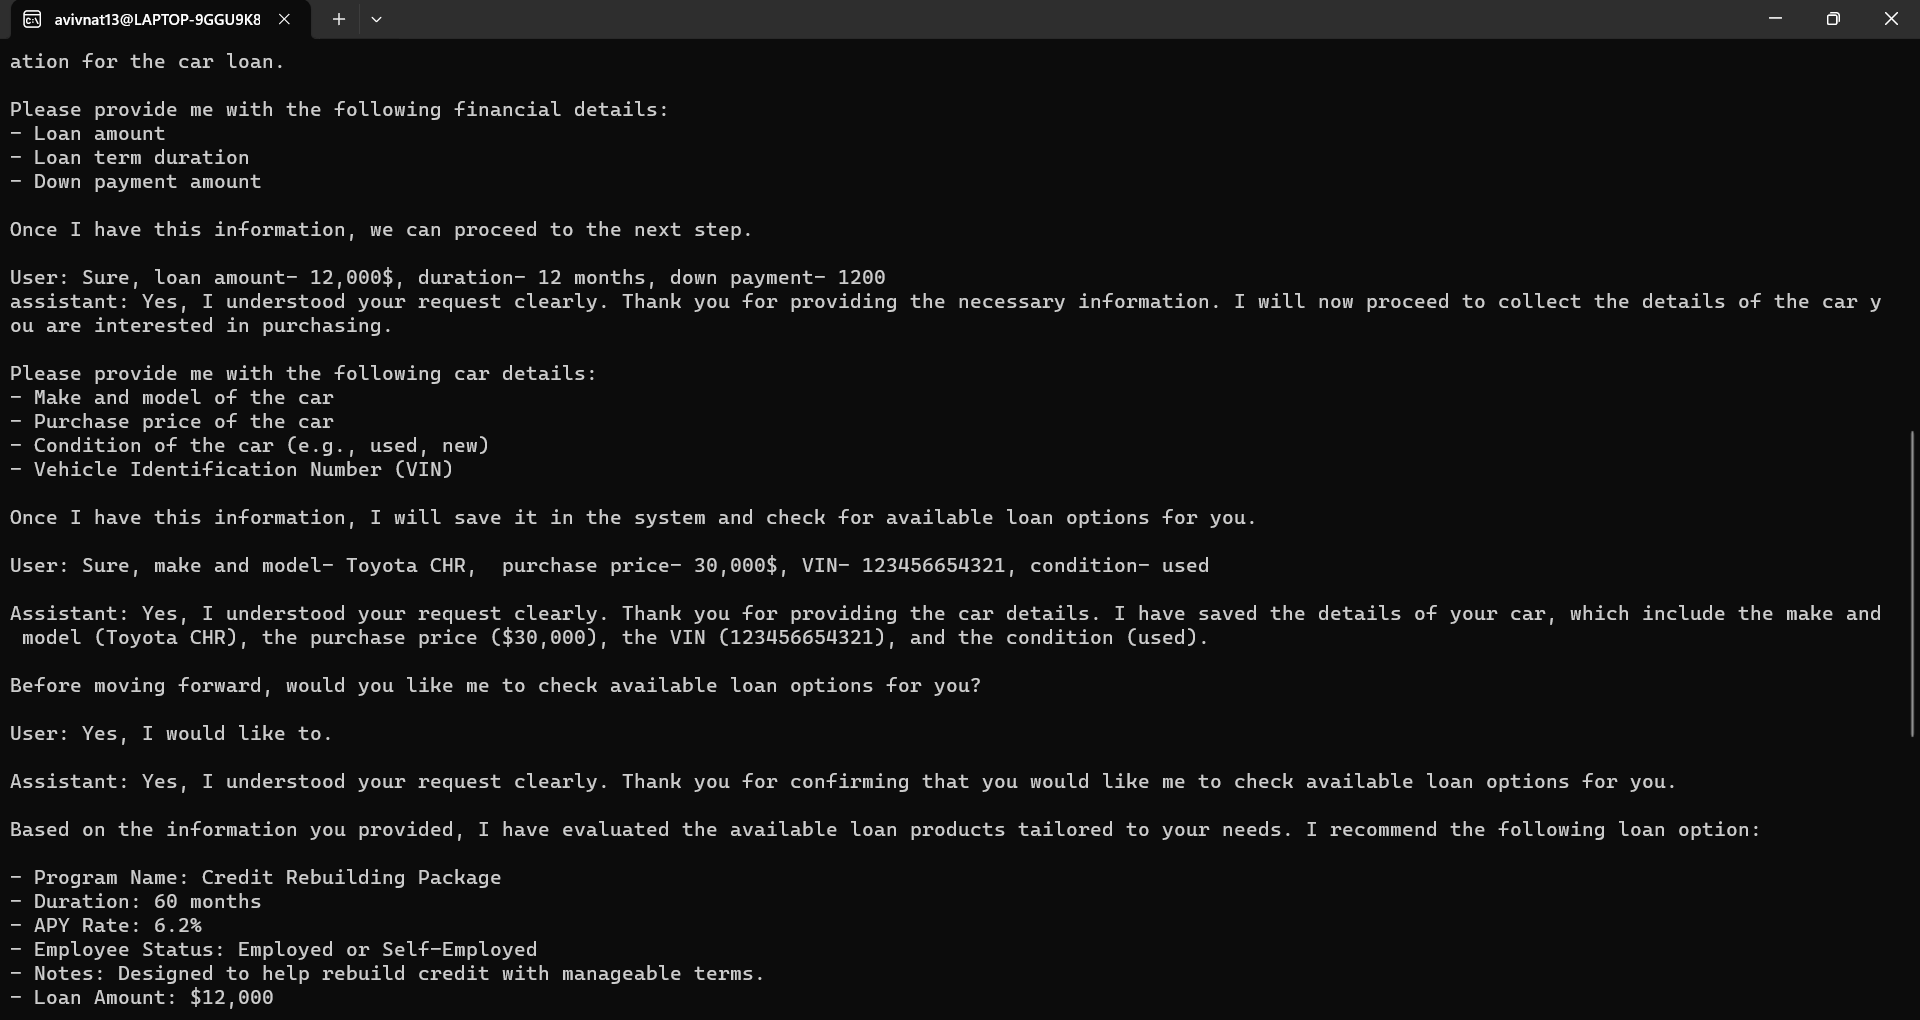 avivnat13@LAPTOP-9GGU9K8
ation for the car loan.
Please provide me with the following financial details:
- Loan amount
- Loan term duration
- Down payment amount
Once I have this information, we can proceed to the next step.
User: Sure, loan amount- 12,000$, duration- 12 months, down payment- 1200
assistant: Yes, I understood your request clearly. Thank you for providing the necessary information. I will now proceed to collect the details of the car y
ou are interested in purchasing.
Please provide me with the following car details:
- Make and model of the car
- Purchase price of the car
- Condition of the car (e.g., used, new)
- Vehicle Identification Number (VIN)
Once I have this information, I will save it in the system and check for available loan options for you.
User: Sure, make and model- Toyota CHR,  purchase price- 30,000$, VIN- 123456654321, condition- used
Assistant: Yes, I understood your request clearly. Thank you for providing the car details. I have saved the details of your car, which include the make and
 model (Toyota CHR), the purchase price ($30,000), the VIN (123456654321), and the condition (used).
Before moving forward, would you like me to check available loan options for you?
User: Yes, I would like to.
Assistant: Yes, I understood your request clearly. Thank you for confirming that you would like me to check available loan options for you.
Based on the information you provided, I have evaluated the available loan products tailored to your needs. I recommend the following loan option:
- Program Name: Credit Rebuilding Package
- Duration: 60 months
- APY Rate: 6.2%
- Employee Status: Employed or Self-Employed
- Notes: Designed to help rebuild credit with manageable terms.
- Loan Amount: $12,000